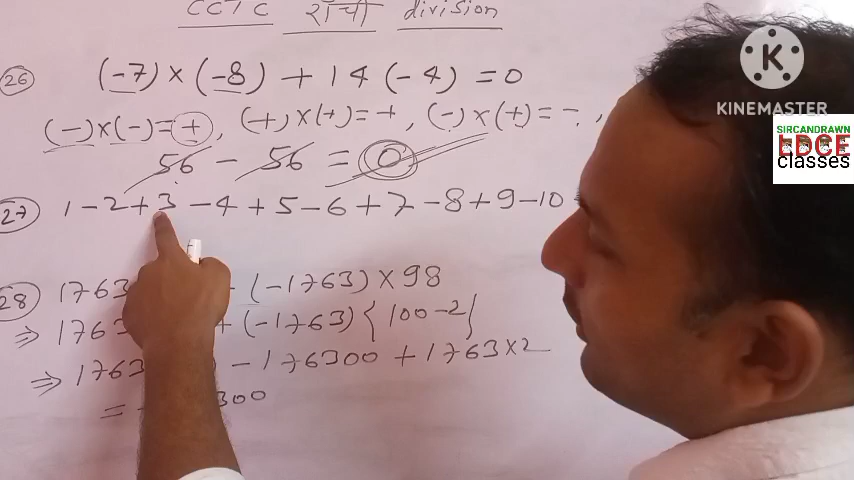 CCTC राँची division
26 (-7) × (-8) + 14 (-4) = 0
(-)×(-)=+, (+)×(+)=+, (-)×(+)=-,
56 - 56 = 0
27 1-2+3-4+5-6+7-8+9-10
28 1763 - (-1763) × 98
⇒ 1763 + (-1763) { 100-2}
⇒ 1763 - 176300 + 1763×2
= 300
KINEMASTER
SIRCANDRAWN
EDGE
classes